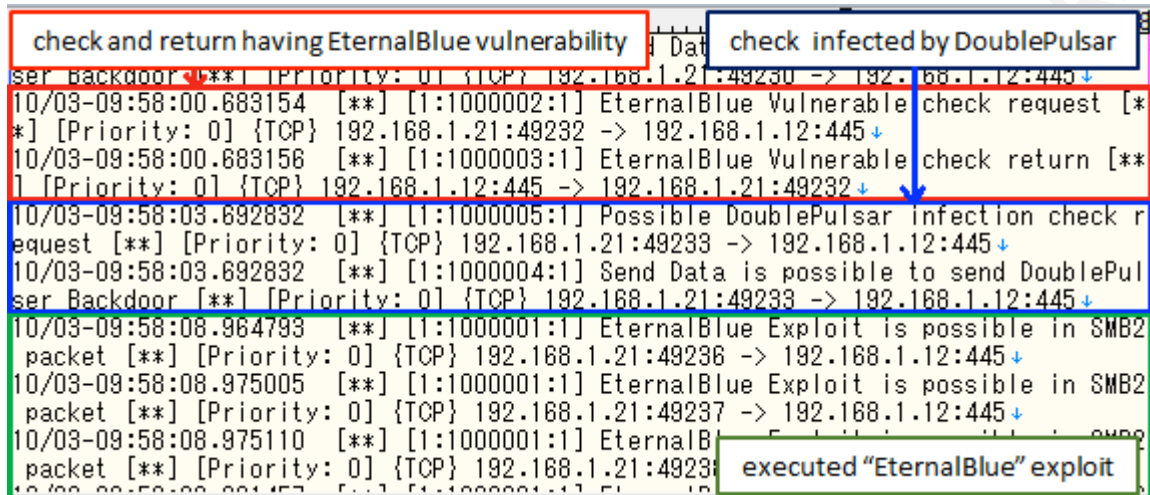 check and return having EternalBlue vulnerability
check infected by DoublePulsar
ser Backdoor [**] [Priority: 0] {TCP} 192.168.1.21:49230 -> 192.168.1.12:445↓
10/03-09:58:00.683154  [**] [1:1000002:1] EternalBlue Vulnerable check request [*
*] [Priority: 0] {TCP} 192.168.1.21:49232 -> 192.168.1.12:445↓
10/03-09:58:00.683156  [**] [1:1000003:1] EternalBlue Vulnerable check return [**
] [Priority: 0] {TCP} 192.168.1.12:445 -> 192.168.1.21:49232↓
10/03-09:58:03.692832  [**] [1:1000005:1] Possible DoublePulsar infection check r
equest [**] [Priority: 0] {TCP} 192.168.1.21:49233 -> 192.168.1.12:445↓
10/03-09:58:03.692832  [**] [1:1000004:1] Send Data is possible to send DoublePul
ser Backdoor [**] [Priority: 0] {TCP} 192.168.1.21:49233 -> 192.168.1.12:445↓
10/03-09:58:08.964793  [**] [1:1000001:1] EternalBlue Exploit is possible in SMB2
 packet [**] [Priority: 0] {TCP} 192.168.1.21:49236 -> 192.168.1.12:445↓
10/03-09:58:08.975005  [**] [1:1000001:1] EternalBlue Exploit is possible in SMB2
 packet [**] [Priority: 0] {TCP} 192.168.1.21:49237 -> 192.168.1.12:445↓
10/03-09:58:08.975110  [**] [1:1000001:1] EternalB
 packet [**] [Priority: 0] {TCP} 192.168.1.21:4923
executed "EternalBlue" exploit